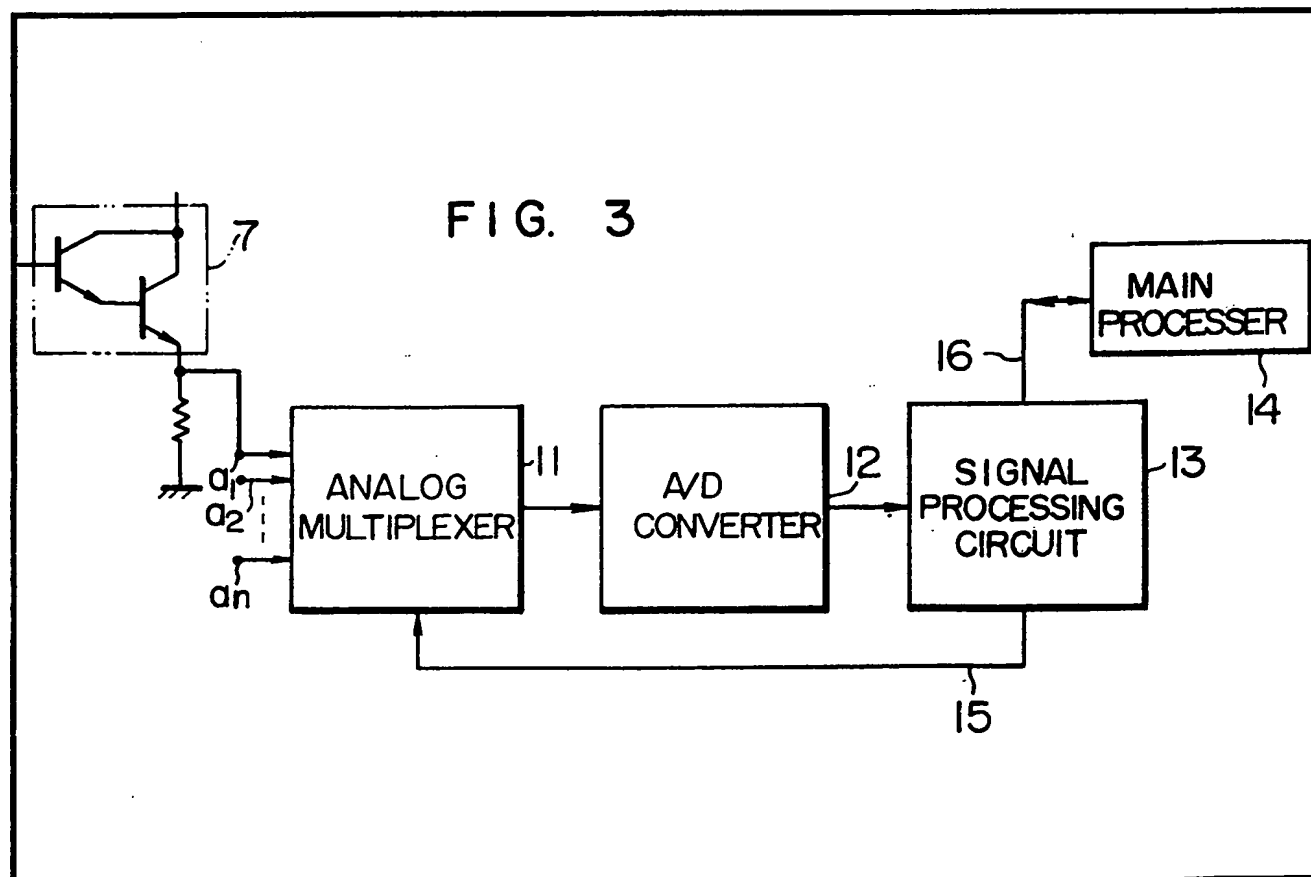 FIG. 3
7
MAIN
PROCESSER
14
16
a1
a2
an
ANALOG
MULTIPLEXER
11
A/D
CONVERTER
12
SIGNAL
PROCESSING
CIRCUIT
13
15